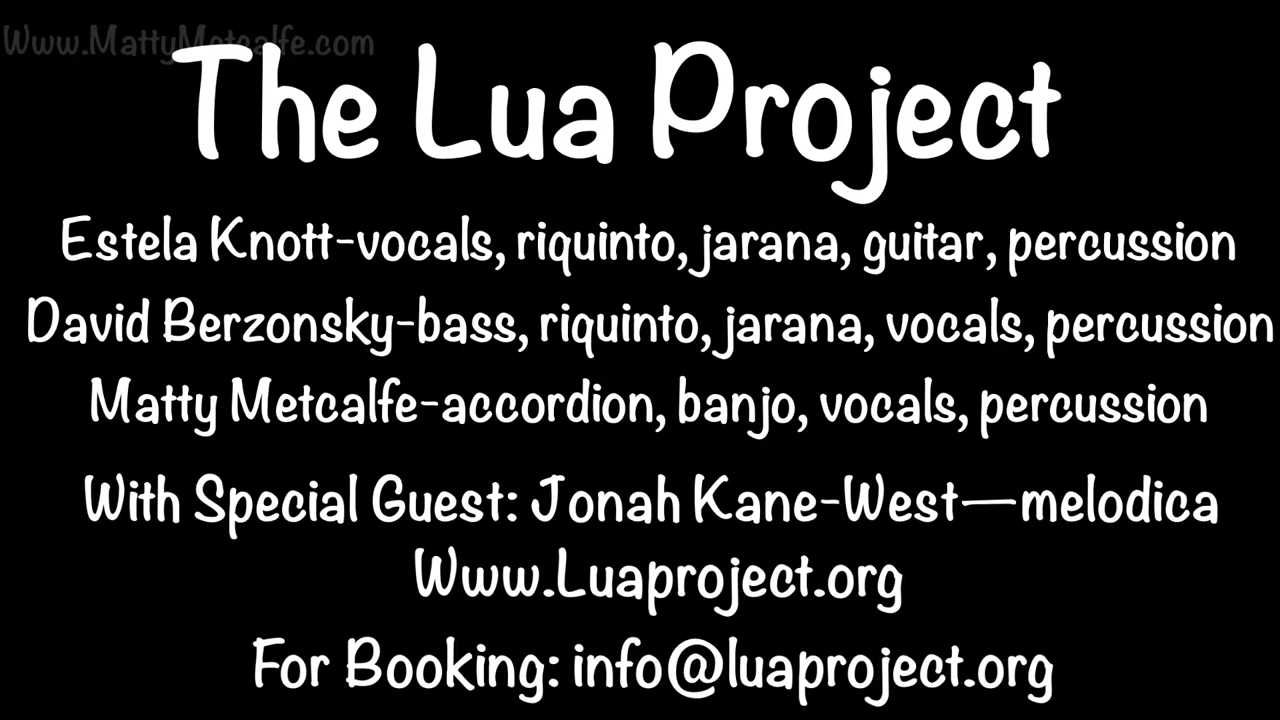 Www.MattyMetcalfe.com
The Lua Project
Estela Knott-vocals, riquinto, jarana, guitar, percussion
David Berzonsky-bass, riquinto, jarana, vocals, percussion
Matty Metcalfe-accordion, banjo, vocals, percussion
With Special Guest: Jonah Kane-West—melodica
Www.Luaproject.org
For Booking: info@luaproject.org